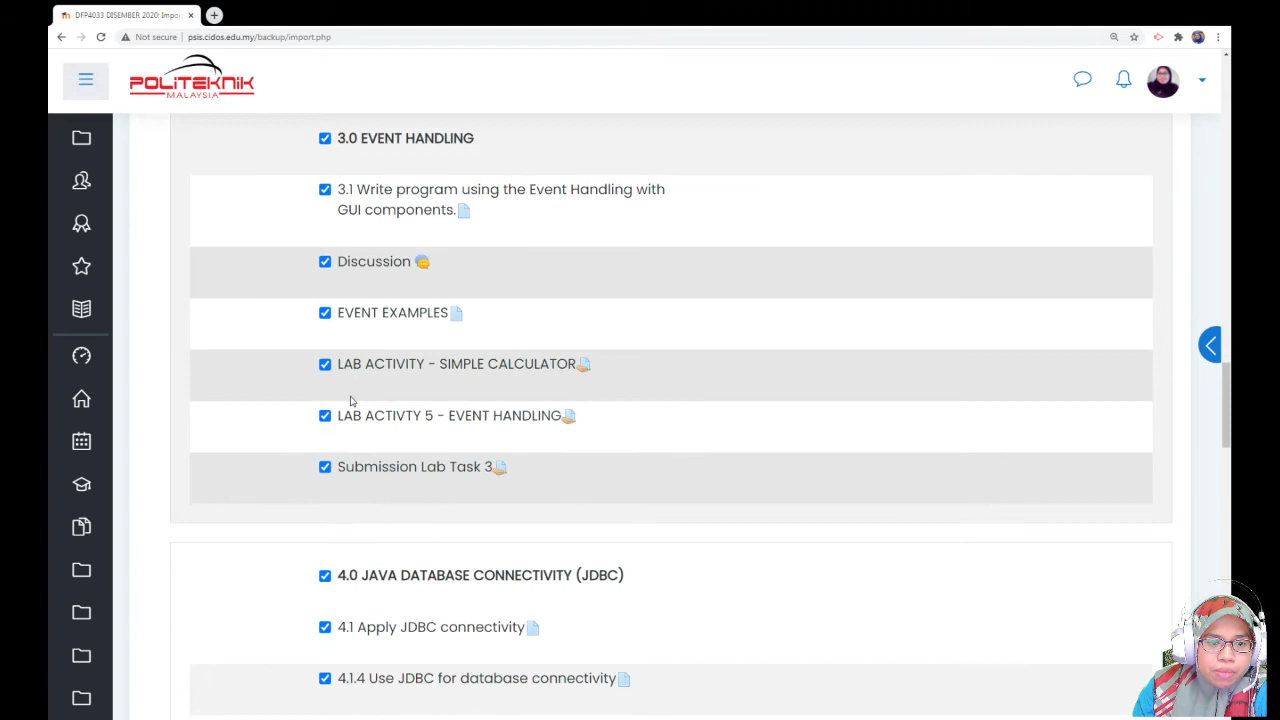 DFP4033 DISEMBER 2020: Impor
Not secure
psis.cidos.edu.my/backup/import.php
POLITEKNIK
MALAYSIA
3.0 EVENT HANDLING
3.1 Write program using the Event Handling with
GUI components.
Discussion
EVENT EXAMPLES
LAB ACTIVITY - SIMPLE CALCULATOR
LAB ACTIVTY 5 - EVENT HANDLING
Submission Lab Task 3
4.0 JAVA DATABASE CONNECTIVITY (JDBC)
4.1 Apply JDBC connectivity
4.1.4 Use JDBC for database connectivity